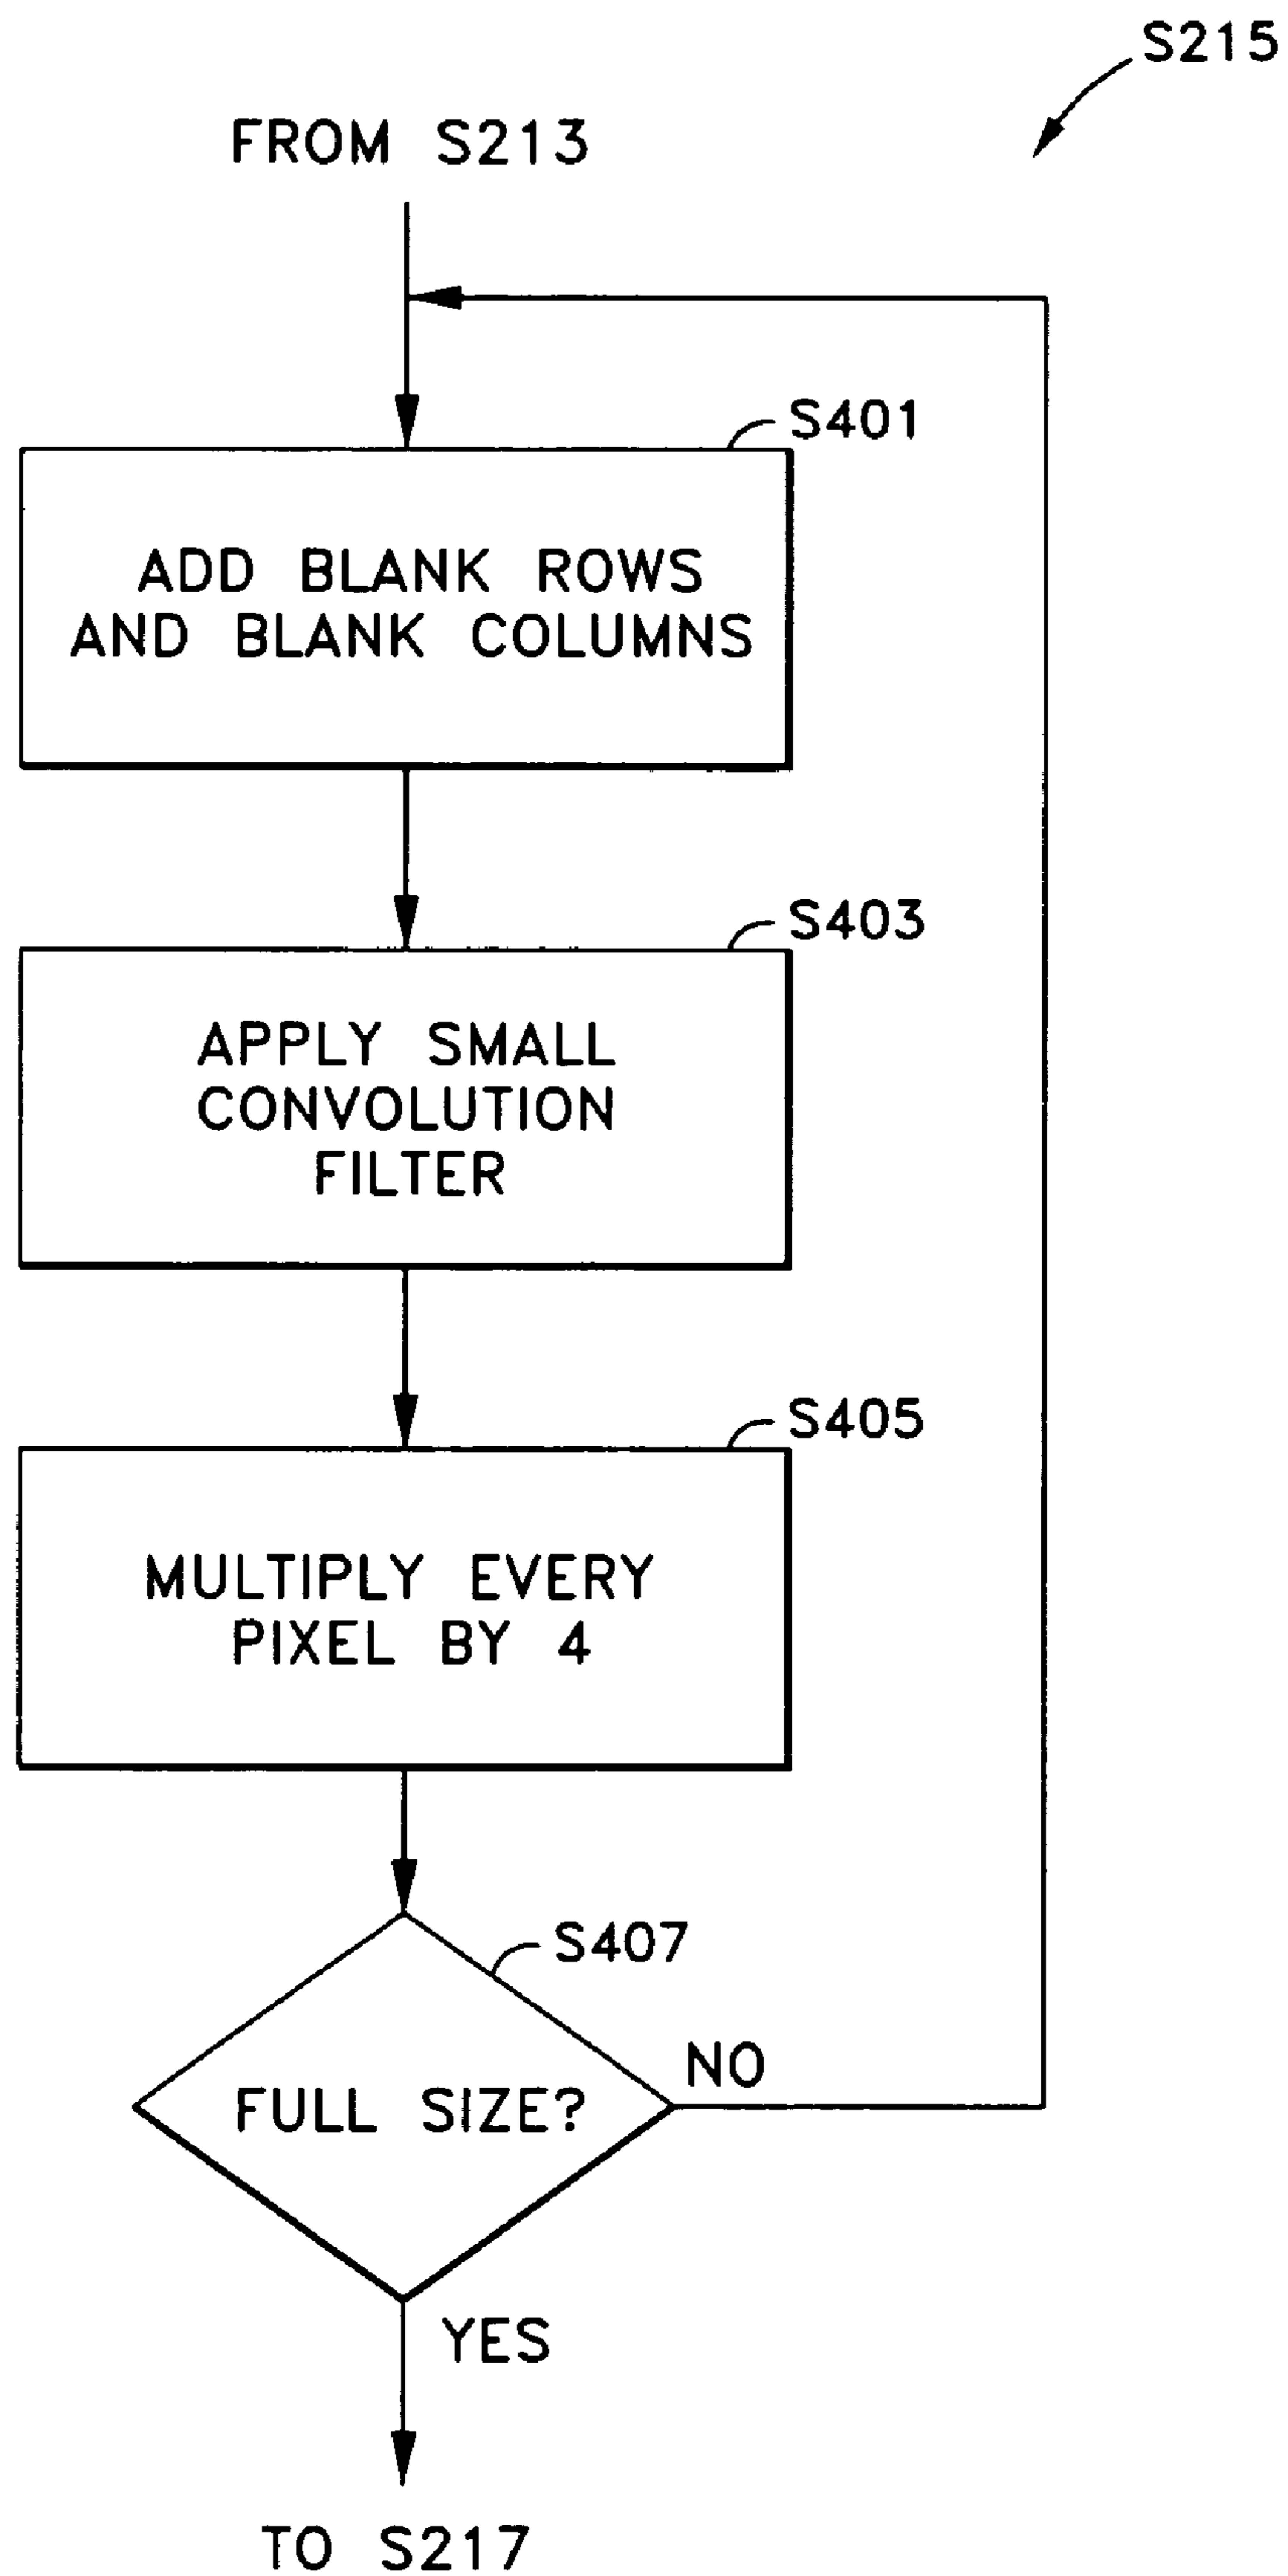 S215
FROM S213
S401
ADD BLANK ROWS
AND BLANK COLUMNS
S403
APPLY SMALL
CONVOLUTION
FILTER
S405
MULTIPLY EVERY
PIXEL BY 4
S407
FULL SIZE?
NO
YES
TO S217